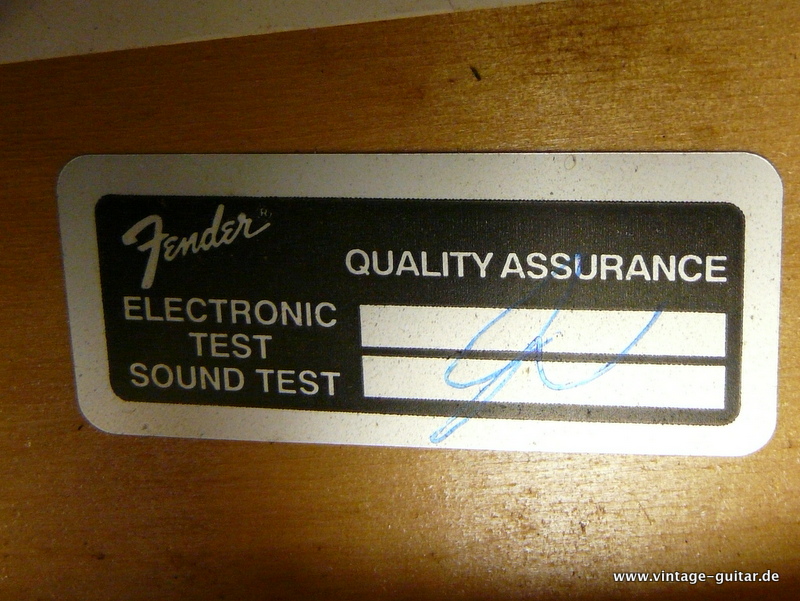 Fender®
QUALITY ASSURANCE
ELECTRONIC
TEST
SOUND TEST
www.vintage-guitar.de